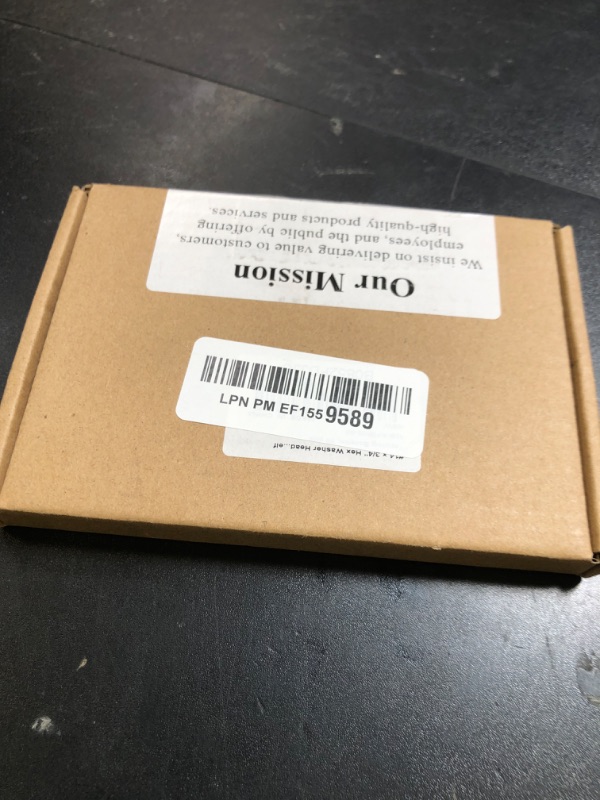 Our Mission
We insist on delivering value to customers,
employees, and the public by offering
high-quality products and services.
LPN PM EF1559589
x 3/4" Hex Washer Head...elf